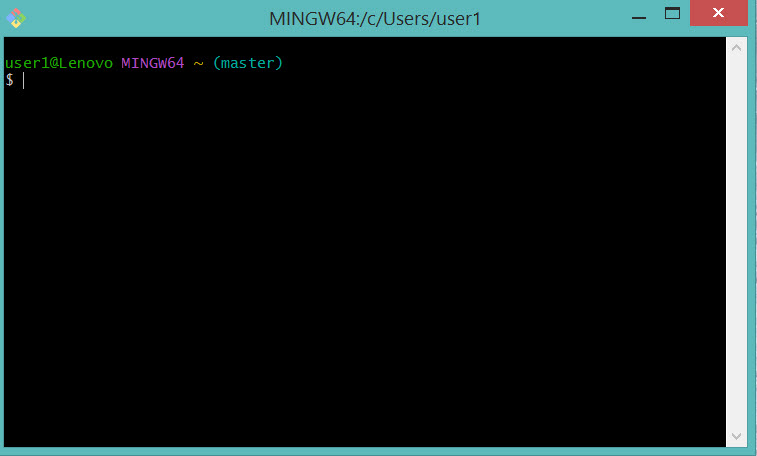 MINGW64:/c/Users/user1
user1@Lenovo MINGW64 ~ (master)
$